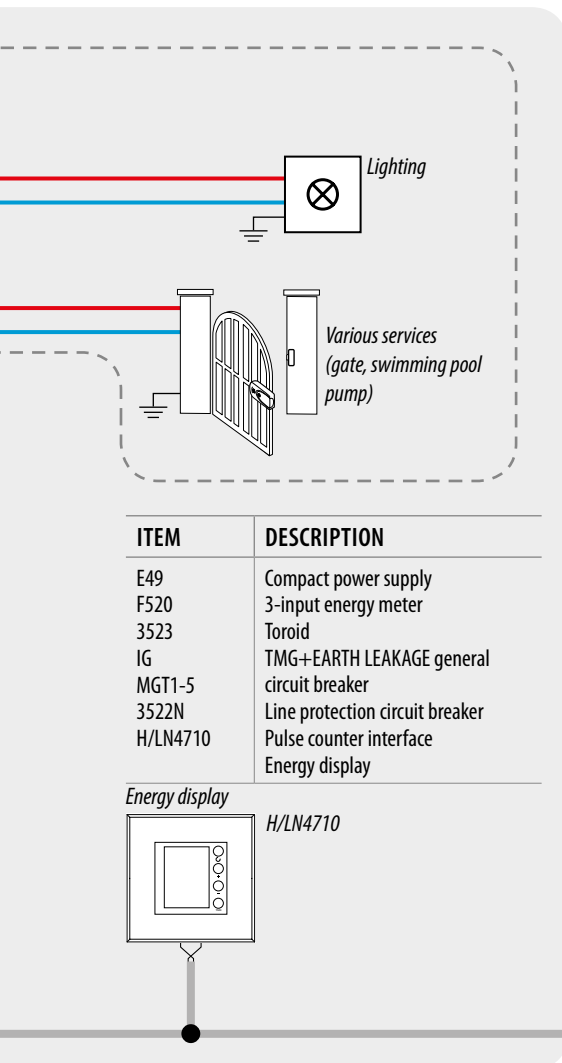 Lighting
Various services
(gate, swimming pool
pump)
ITEM DESCRIPTION
E49 Compact power supply
F520 3-input energy meter
3523 Toroid
IG TMG+EARTH LEAKAGE general
MGT1-5 circuit breaker
3522N Line protection circuit breaker
H/LN4710 Pulse counter interface
Energy display
Energy display
H/LN4710